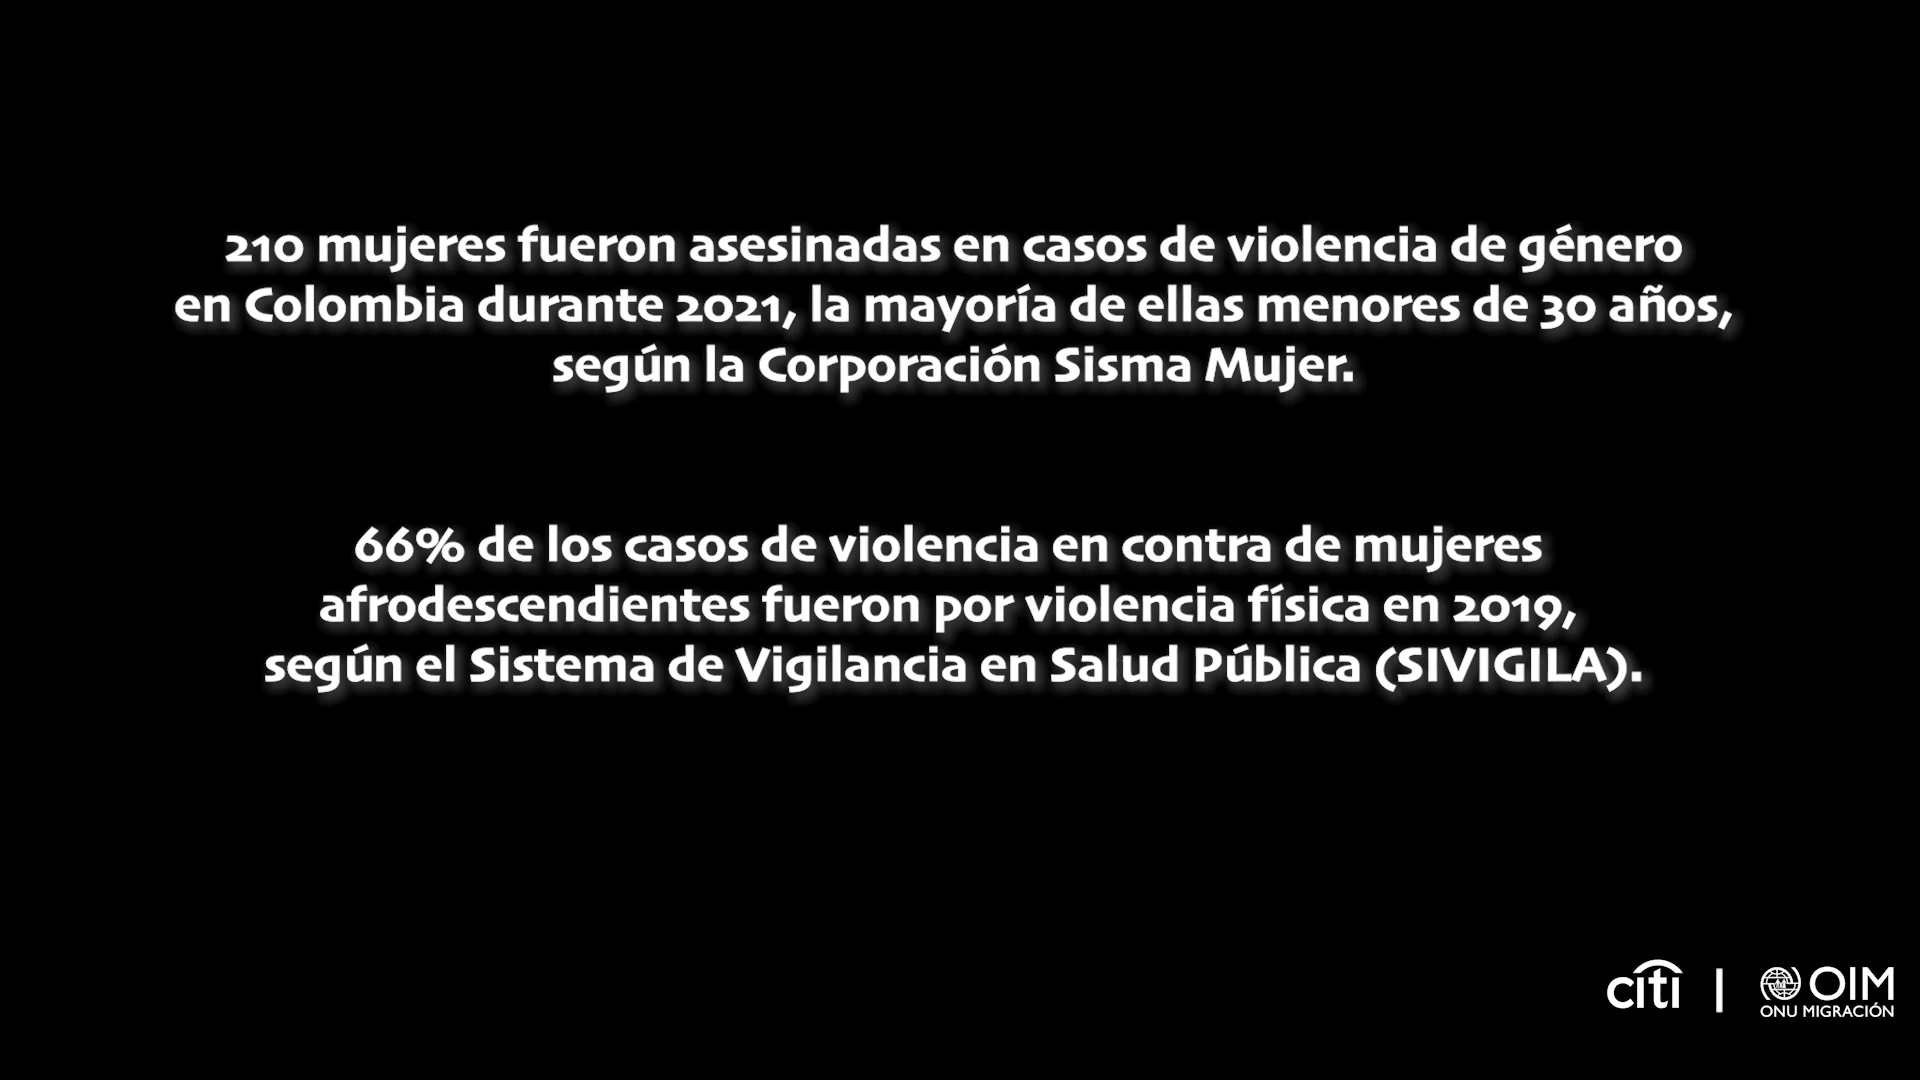 210 mujeres fueron asesinadas en casos de violencia de género
en Colombia durante 2021, la mayoría de ellas menores de 30 años,
según la Corporación Sisma Mujer.
66% de los casos de violencia en contra de mujeres
afrodescendientes fueron por violencia física en 2019,
según el Sistema de Vigilancia en Salud Pública (SIVIGILA).
citi | OIM
ONU MIGRACIÓN